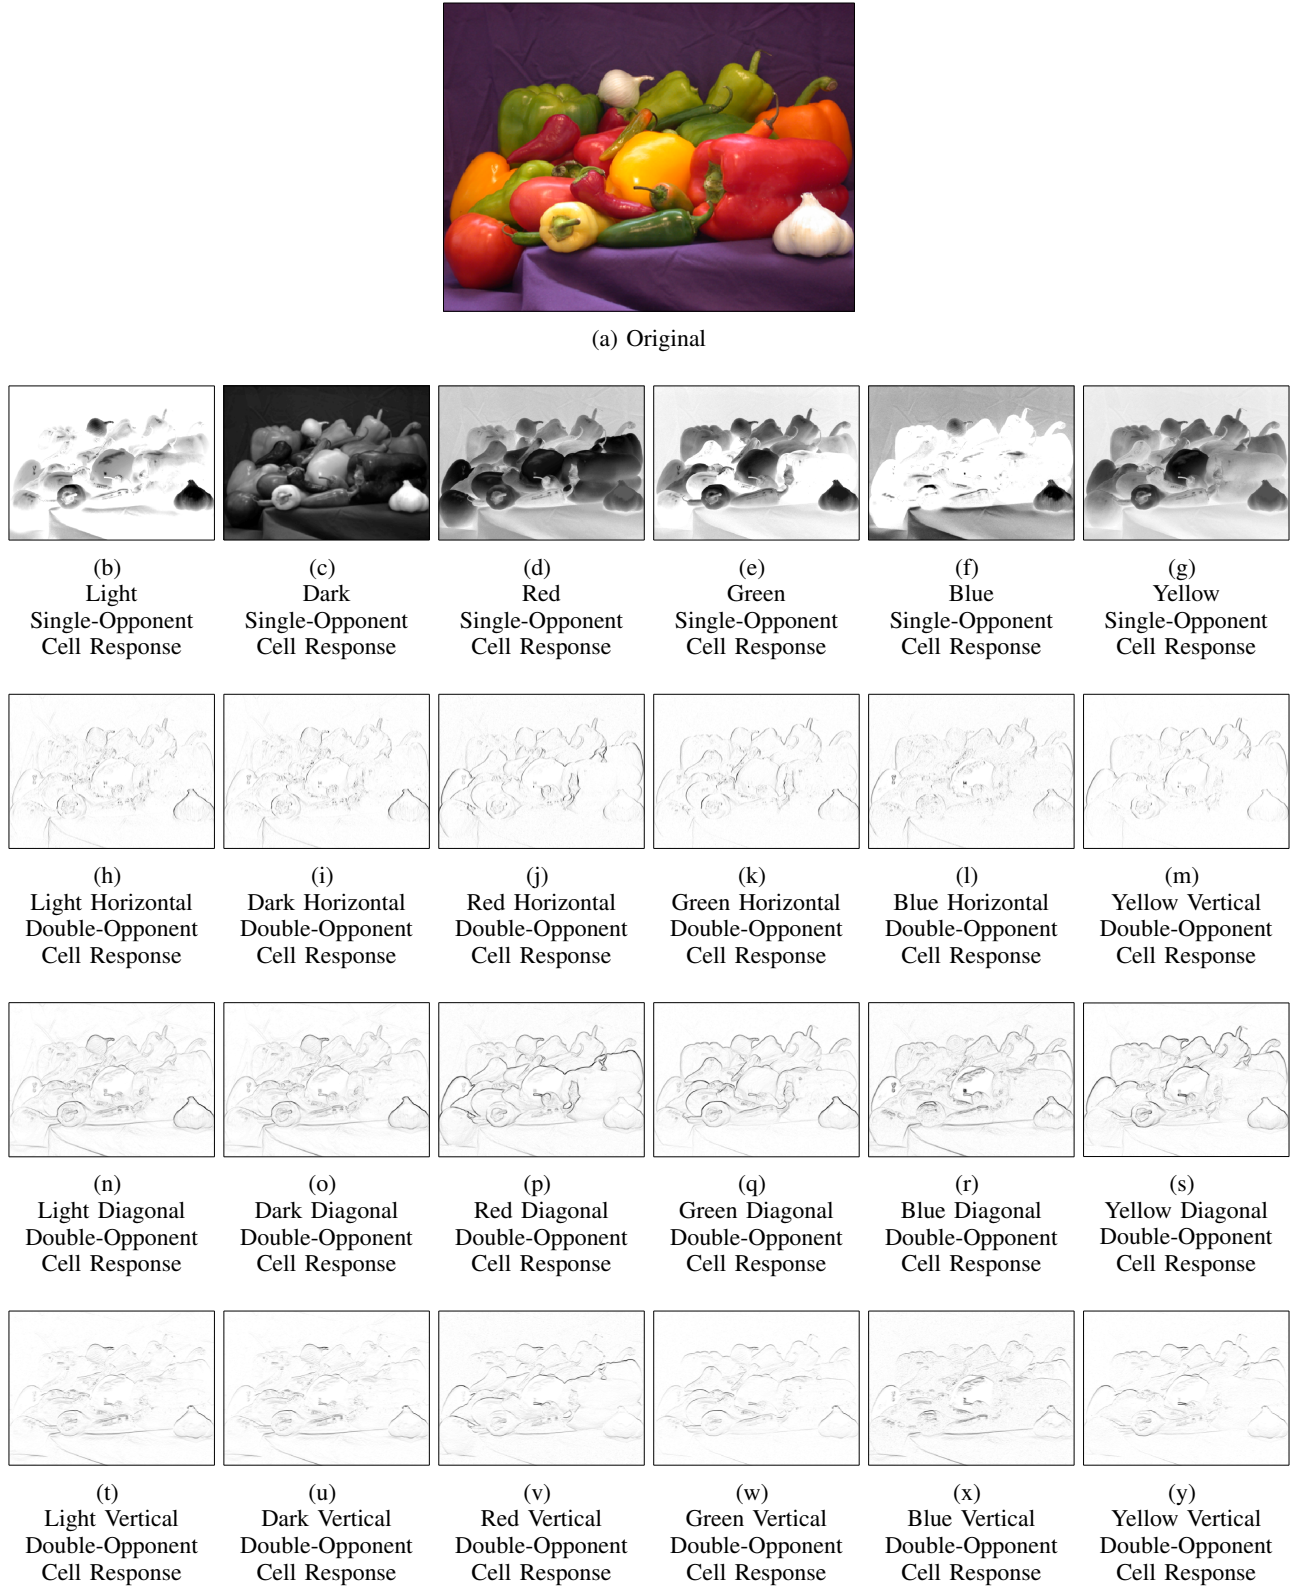 (a) Original
(b)
Light
Single-Opponent
Cell Response
(c)
Dark
Single-Opponent
Cell Response
(d)
Red
Single-Opponent
Cell Response
(e)
Green
Single-Opponent
Cell Response
(f)
Blue
Single-Opponent
Cell Response
(g)
Yellow
Single-Opponent
Cell Response
(h)
Light Horizontal
Double-Opponent
Cell Response
(i)
Dark Horizontal
Double-Opponent
Cell Response
(j)
Red Horizontal
Double-Opponent
Cell Response
(k)
Green Horizontal
Double-Opponent
Cell Response
(l)
Blue Horizontal
Double-Opponent
Cell Response
(m)
Yellow Vertical
Double-Opponent
Cell Response
(n)
Light Diagonal
Double-Opponent
Cell Response
(o)
Dark Diagonal
Double-Opponent
Cell Response
(p)
Red Diagonal
Double-Opponent
Cell Response
(q)
Green Diagonal
Double-Opponent
Cell Response
(r)
Blue Diagonal
Double-Opponent
Cell Response
(s)
Yellow Diagonal
Double-Opponent
Cell Response
(t)
Light Vertical
Double-Opponent
Cell Response
(u)
Dark Vertical
Double-Opponent
Cell Response
(v)
Red Vertical
Double-Opponent
Cell Response
(w)
Green Vertical
Double-Opponent
Cell Response
(x)
Blue Vertical
Double-Opponent
Cell Response
(y)
Yellow Vertical
Double-Opponent
Cell Response